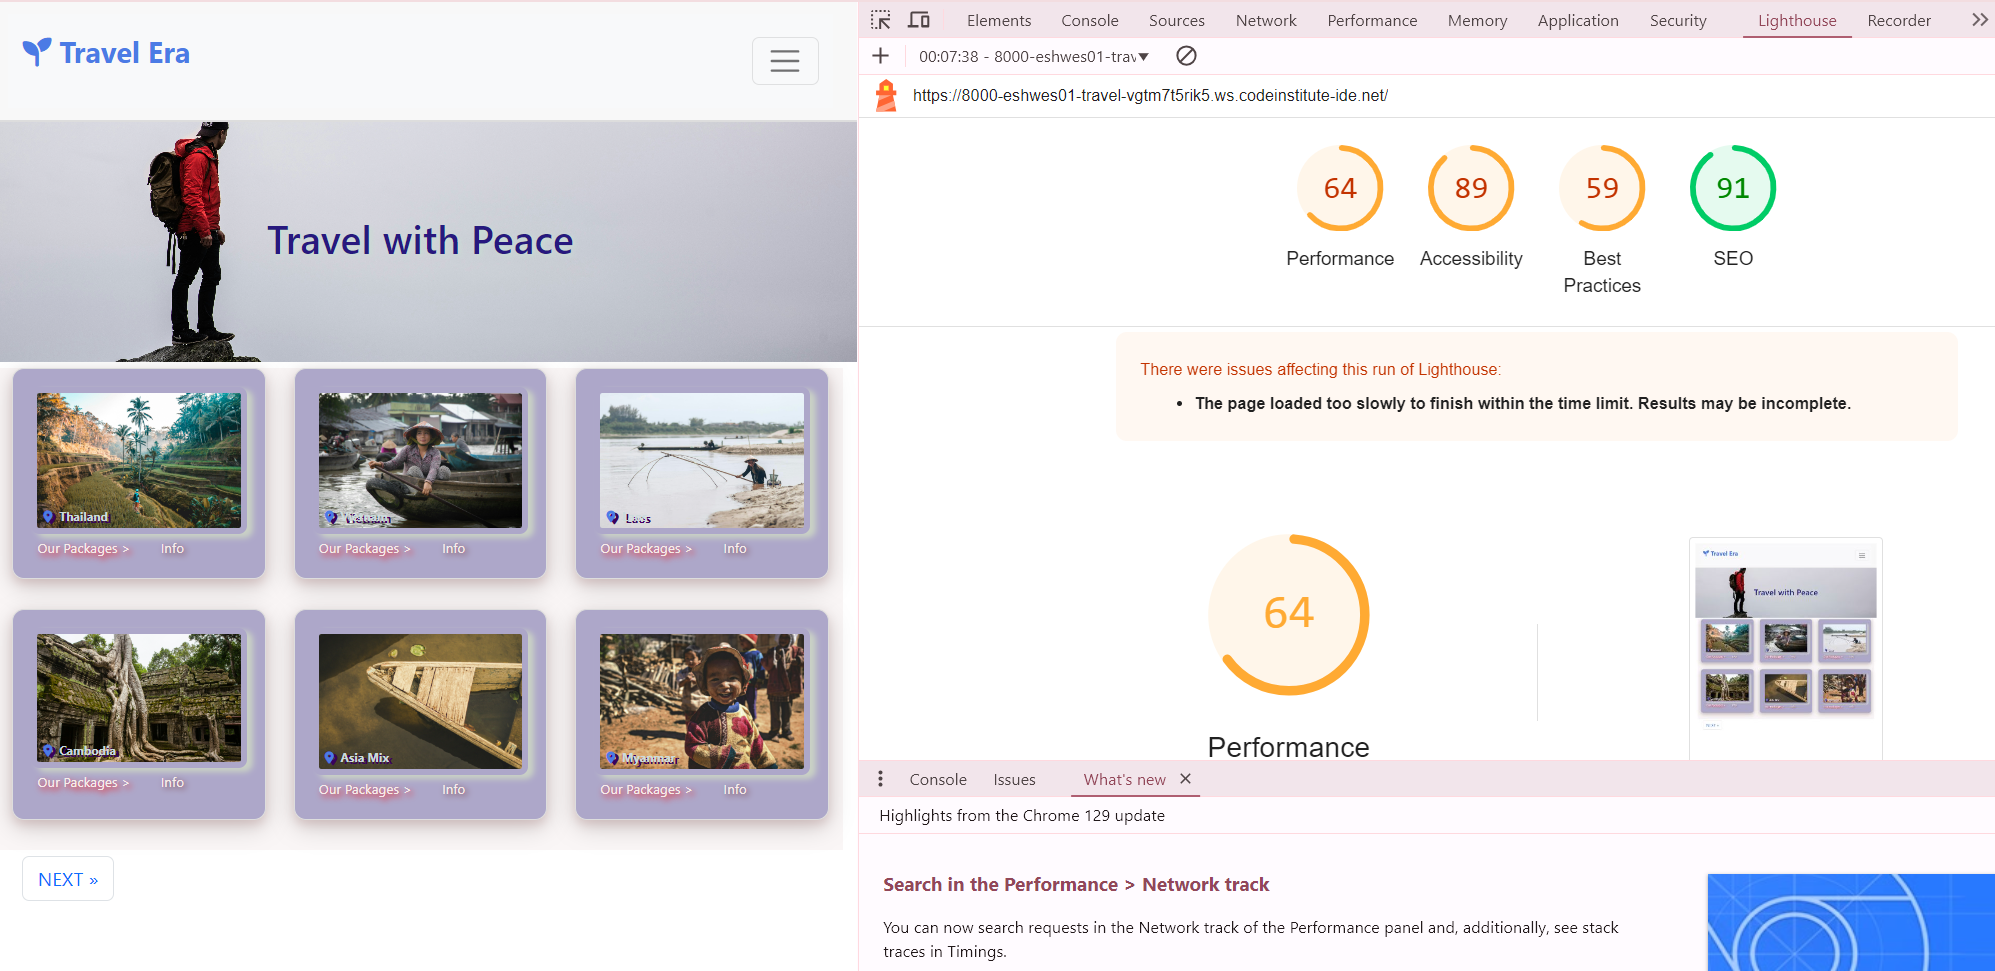 Travel Era
Travel with Peace
Thailand
Vietnam
Laos
Our Packages > Info
Our Packages > Info
Our Packages > Info
Cambodia
Asia Mix
Myanmar
Our Packages > Info
Our Packages > Info
Our Packages > Info
NEXT »
Elements Console Sources Network Performance Memory Application Security Lighthouse Recorder
00:07:38 - 8000-eshwes01-trav
https://8000-eshwes01-travel-vgtm7t5rik5.ws.codeinstitute-ide.net/
64 89 59 91
Performance Accessibility Best Practices SEO
There were issues affecting this run of Lighthouse:
• The page loaded too slowly to finish within the time limit. Results may be incomplete.
64
Performance
Travel Era
Travel with Peace
Console Issues What's new
Highlights from the Chrome 129 update
Search in the Performance > Network track
You can now search requests in the Network track of the Performance panel and, additionally, see stack
traces in Timings.